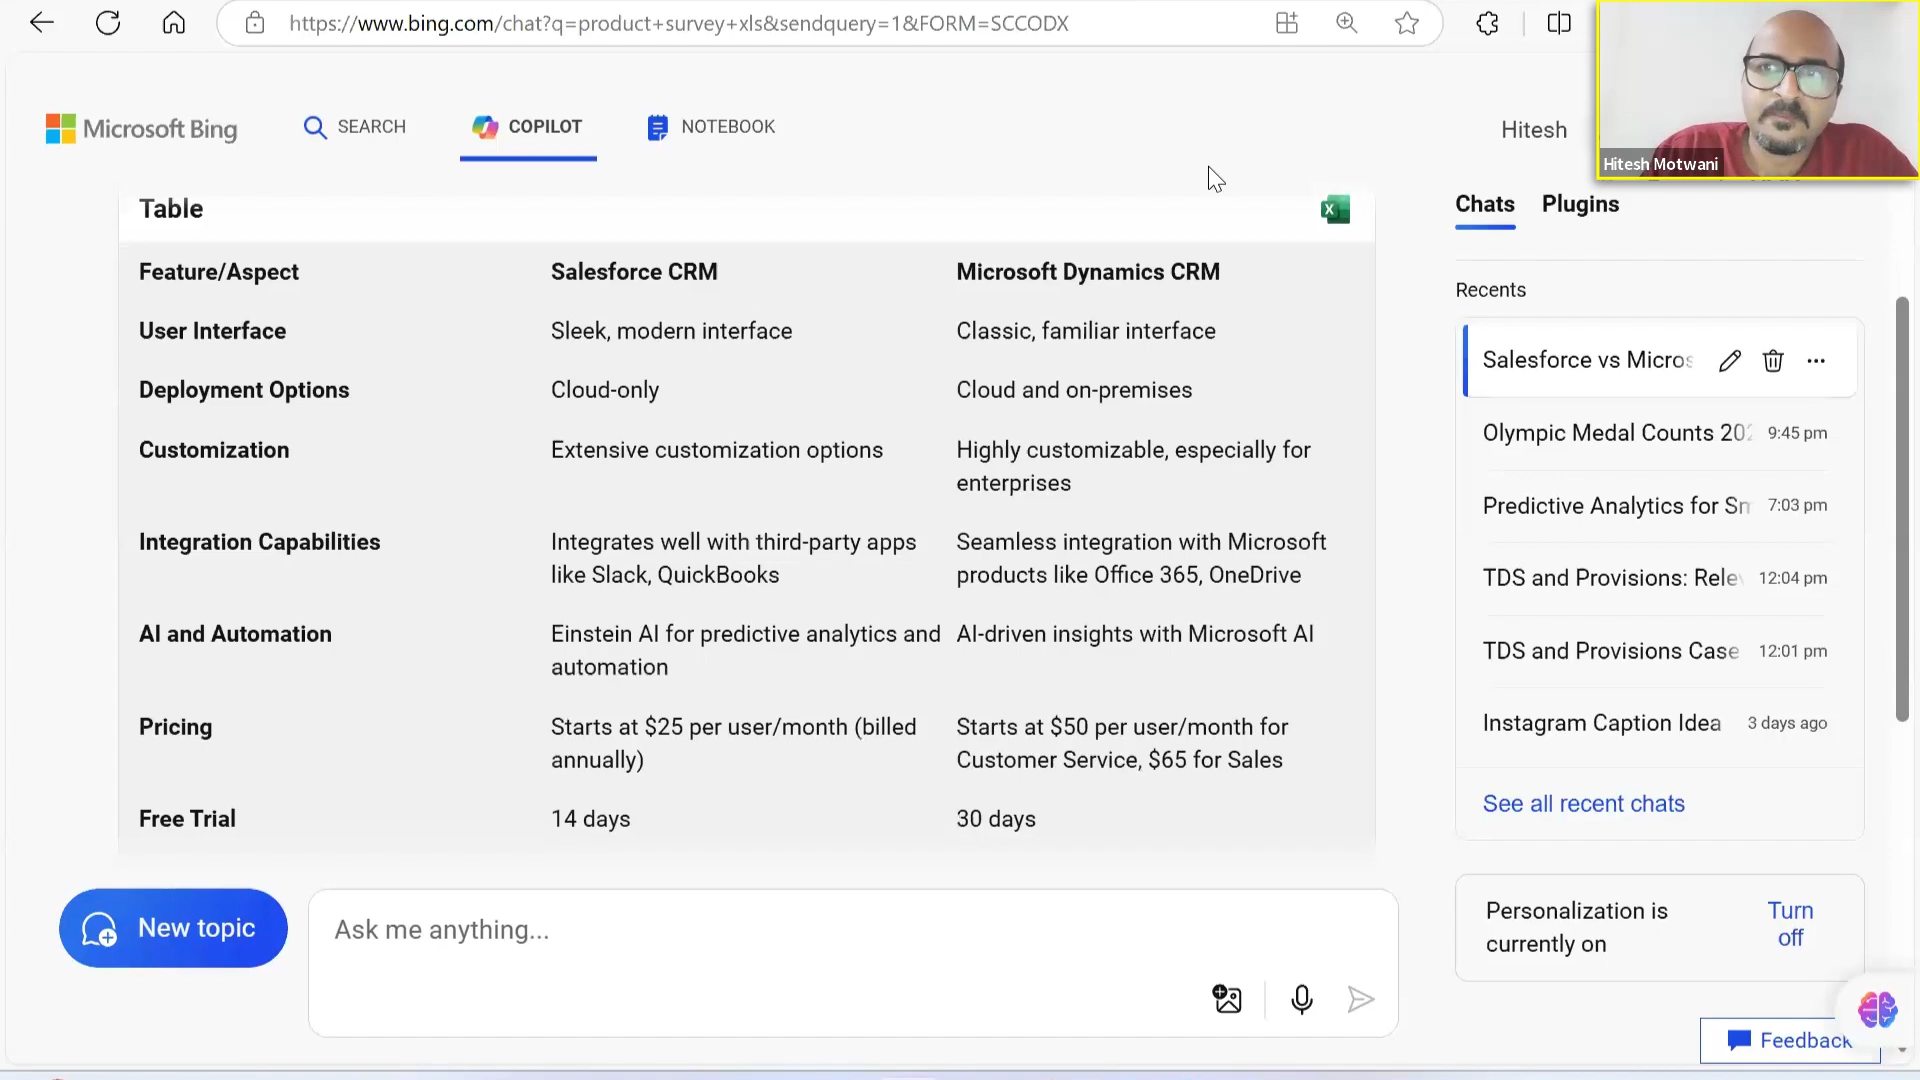 https://www.bing.com/chat?q=product+survey+xls&sendquery=1&FORM=SCCODX
Microsoft Bing
SEARCH
COPILOT
NOTEBOOK
Hitesh
Hitesh Motwani
Table
Feature/Aspect Salesforce CRM Microsoft Dynamics CRM
User Interface Sleek, modern interface Classic, familiar interface
Deployment Options Cloud-only Cloud and on-premises
Customization Extensive customization options Highly customizable, especially for
enterprises
Integration Capabilities Integrates well with third-party apps Seamless integration with Microsoft
like Slack, QuickBooks products like Office 365, OneDrive
AI and Automation Einstein AI for predictive analytics and AI-driven insights with Microsoft AI
automation
Pricing Starts at $25 per user/month (billed Starts at $50 per user/month for
annually) Customer Service, $65 for Sales
Free Trial 14 days 30 days
New topic
Ask me anything...
Chats Plugins
Recents
Salesforce vs Micros
Olympic Medal Counts 202 9:45 pm
Predictive Analytics for Sm 7:03 pm
TDS and Provisions: Rele 12:04 pm
TDS and Provisions Case 12:01 pm
Instagram Caption Idea 3 days ago
See all recent chats
Personalization is Turn
currently on off
Feedback